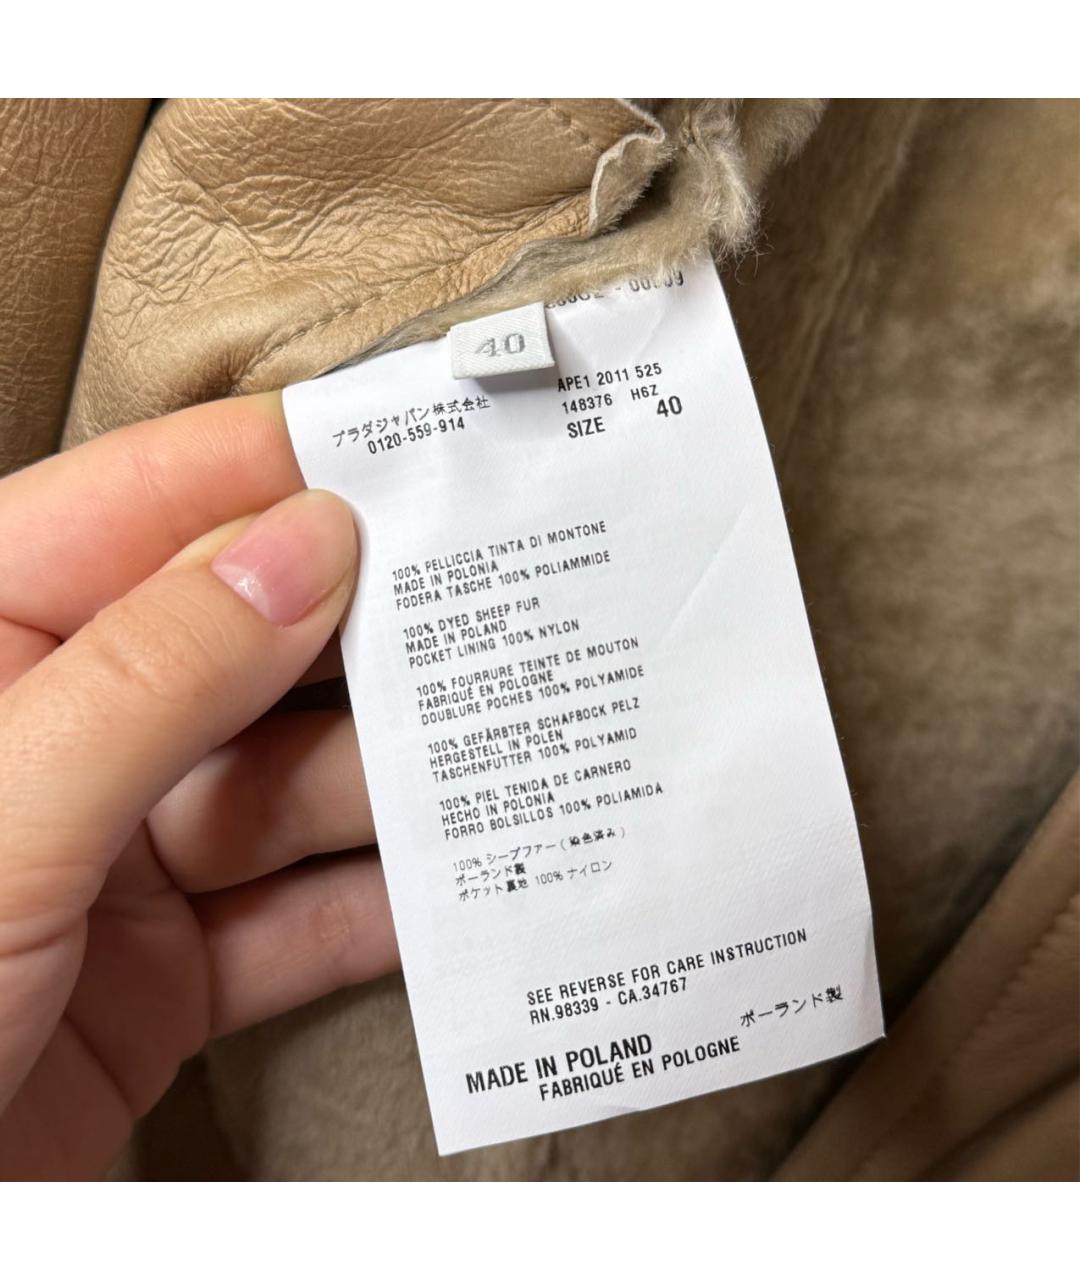 40
APE1 2011 525
148376 H6Z
SIZE 40
プラダジャパン株式会社
0120-559-914
100% PELLICCIA TINTA DI MONTONE
MADE IN POLONIA
FODERA TASCHE 100% POLIAMMIDE
100% DYED SHEEP FUR
MADE IN POLAND
POCKET LINING 100% NYLON
100% FOURRURE TEINTE DE MOUTON
FABRIQUÉ EN POLOGNE
DOUBLURE POCHES 100% POLYAMIDE
100% GEFÄRBTER SCHAFBOCK PELZ
HERGESTELL IN POLEN
TASCHENFUTTER 100% POLYAMID
100% PIEL TENIDA DE CARNERO
HECHO IN POLONIA
FORRO BOLSILLOS 100% POLIAMIDA
100% シープファー(染色済み)
ポーランド製
ポケット裏地 100% ナイロン
SEE REVERSE FOR CARE INSTRUCTION
RN.98339 - CA.34767
ポーランド製
MADE IN POLAND
FABRIQUÉ EN POLOGNE